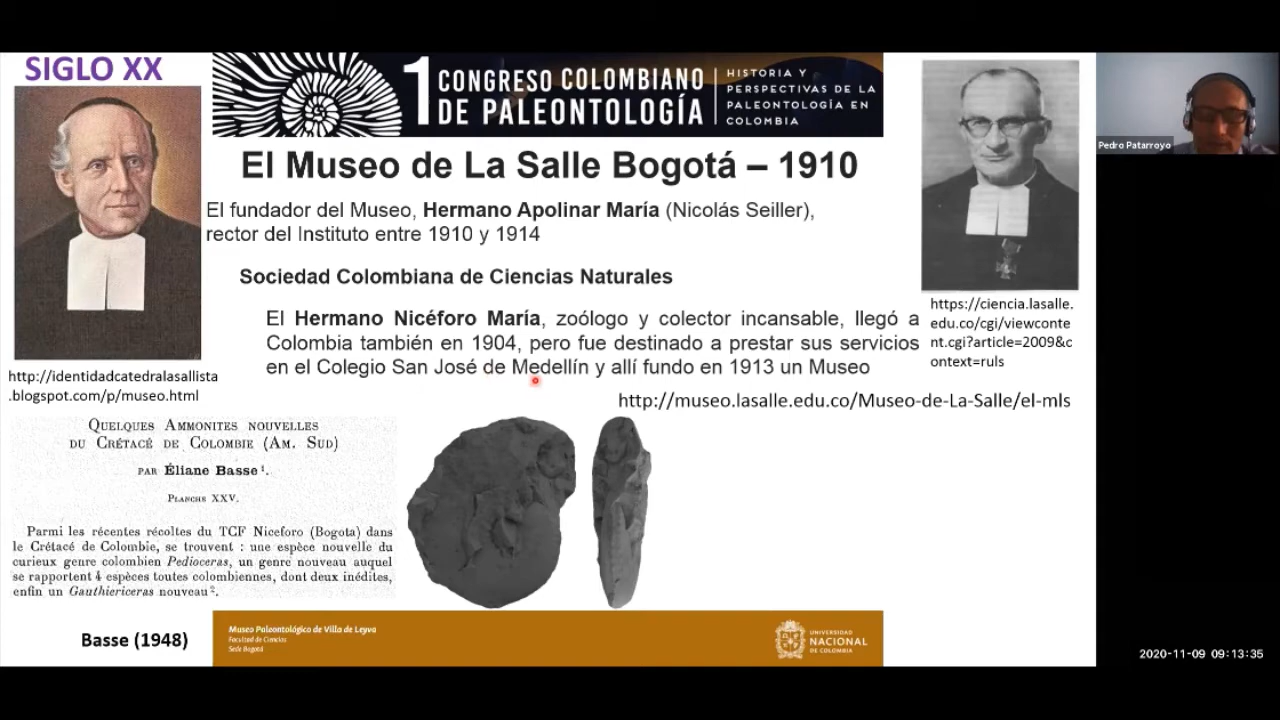 SIGLO XX
1 CONGRESO COLOMBIANO
DE PALEONTOLOGÍA
HISTORIA Y
PERSPECTIVAS DE LA
PALEONTOLOGÍA EN
COLOMBIA
Pedro Patarroyo
El Museo de La Salle Bogotá – 1910
El fundador del Museo, Hermano Apolinar María (Nicolás Seiller),
rector del Instituto entre 1910 y 1914
Sociedad Colombiana de Ciencias Naturales
El Hermano Nicéforo María, zoólogo y colector incansable, llegó a
Colombia también en 1904, pero fue destinado a prestar sus servicios
en el Colegio San José de Medellín y allí fundo en 1913 un Museo
https://ciencia.lasalle.
edu.co/cgi/viewconte
nt.cgi?article=2009&c
ontext=ruls
http://identidadcatedralasallista
.blogspot.com/p/museo.html
http://museo.lasalle.edu.co/Museo-de-La-Salle/el-mls
QUELQUES AMMONITES NOUVELLES
DU CRÉTACÉ DE COLOMBIE (AM. SUD)
PAR Éliane Basse ¹.
PLANCHE XXV.
Parmi les récentes récoltes du TCF Niceforo (Bogota) dans
le Crétacé de Colombie, se trouvent : une espèce nouvelle du
curieux genre colombien Pedioceras, un genre nouveau auquel
se rapportent 4 espèces toutes colombiennes, dont deux inédites,
enfin un Gauthiericeras nouveau ².
Basse (1948)
Museo Paleontológico de Villa de Leyva
Facultad de Ciencias
Sede Bogotá
UNIVERSIDAD
NACIONAL
DE COLOMBIA
2020-11-09 09:13:35